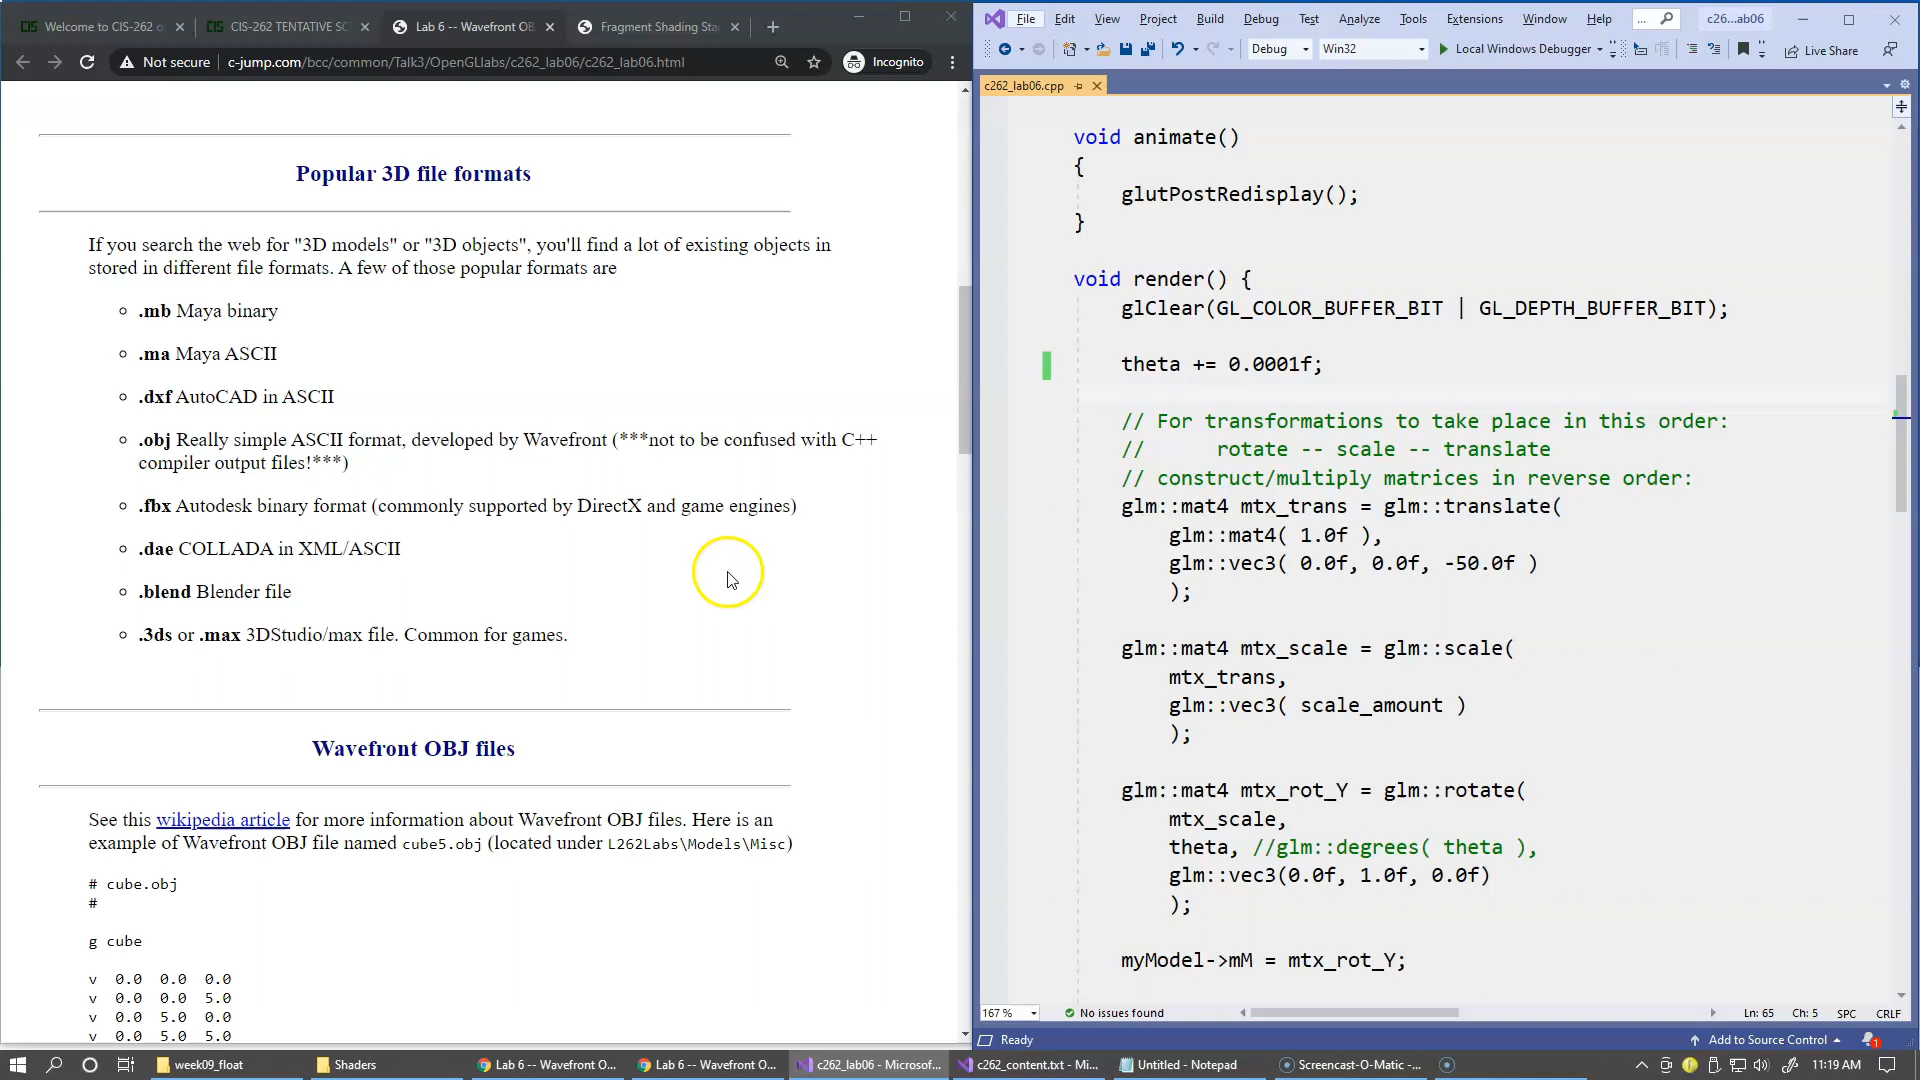 Welcome to CIS-262 o
CIS-262 TENTATIVE SC
Lab 6 -- Wavefront OB
Fragment Shading Sta
Not secure
c-jump.com/bcc/common/Talk3/OpenGLlabs/c262_lab06/c262_lab06.html
Incognito
Popular 3D file formats
If you search the web for "3D models" or "3D objects", you'll find a lot of existing objects in
stored in different file formats. A few of those popular formats are
.mb Maya binary
.ma Maya ASCII
.dxf AutoCAD in ASCII
.obj Really simple ASCII format, developed by Wavefront (***not to be confused with C++
compiler output files!***)
.fbx Autodesk binary format (commonly supported by DirectX and game engines)
.dae COLLADA in XML/ASCII
.blend Blender file
.3ds or .max 3DStudio/max file. Common for games.
Wavefront OBJ files
See this wikipedia article for more information about Wavefront OBJ files. Here is an
example of Wavefront OBJ file named cube5.obj (located under L262Labs\Models\Misc)
# cube.obj
#
g cube
v 0.0 0.0 0.0
v 0.0 0.0 5.0
v 0.0 5.0 0.0
v 0.0 5.0 5.0
File Edit View Project Build Debug Test Analyze Tools Extensions Window Help ... c26...ab06
Debug Win32 Local Windows Debugger Live Share
c262_lab06.cpp
void animate()
{
glutPostRedisplay();
}
void render() {
glClear(GL_COLOR_BUFFER_BIT | GL_DEPTH_BUFFER_BIT);
theta += 0.0001f;
// For transformations to take place in this order:
// rotate -- scale -- translate
// construct/multiply matrices in reverse order:
glm::mat4 mtx_trans = glm::translate(
glm::mat4( 1.0f ),
glm::vec3( 0.0f, 0.0f, -50.0f )
);
glm::mat4 mtx_scale = glm::scale(
mtx_trans,
glm::vec3( scale_amount )
);
glm::mat4 mtx_rot_Y = glm::rotate(
mtx_scale,
theta, //glm::degrees( theta ),
glm::vec3(0.0f, 1.0f, 0.0f)
);
myModel->mM = mtx_rot_Y;
167 % No issues found Ln: 65 Ch: 5 SPC CRLF
Ready Add to Source Control 1
week09_float
Shaders
Lab 6 -- Wavefront O...
Lab 6 -- Wavefront O...
c262_lab06 - Microsof...
c262_content.txt - Mi...
Untitled - Notepad
Screencast-O-Matic -...
11:19 AM